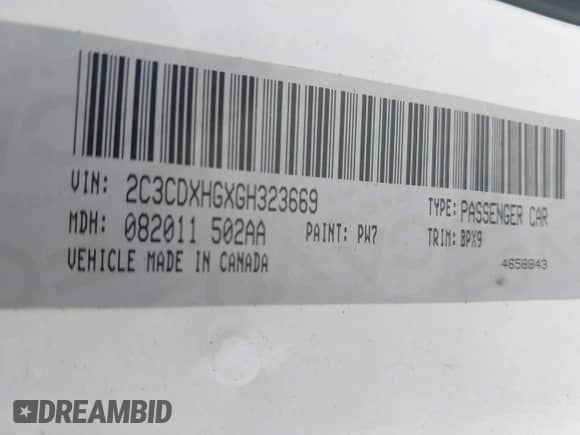 VIN: 2C3CDXHGXGH323669
TYPE: PASSENGER CAR
MDH: 082011 502AA
PAINT: PW7
TRIM: BPX9
VEHICLE MADE IN CANADA
4658843
DREAMBID